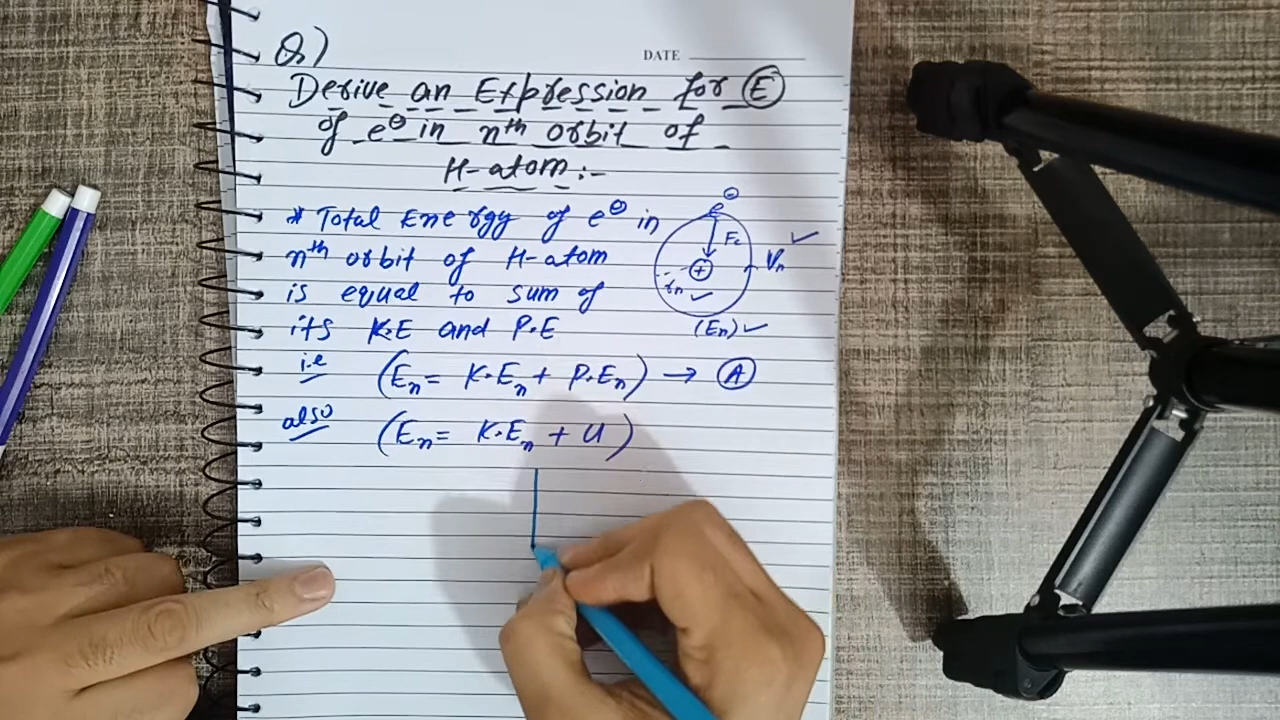 Q)
DATE
Derive an Expression for E
of e⊖ in nth orbit of
H-atom:-
* Total Energy of e⊖ in
nth orbit of H-atom
is equal to sum of
its K.E and P.E
i.e (En = K.En + P.En) → A
also (En = K.En + U)
e⊖
Fc
+
rn ✓
Vn ✓
(En) ✓